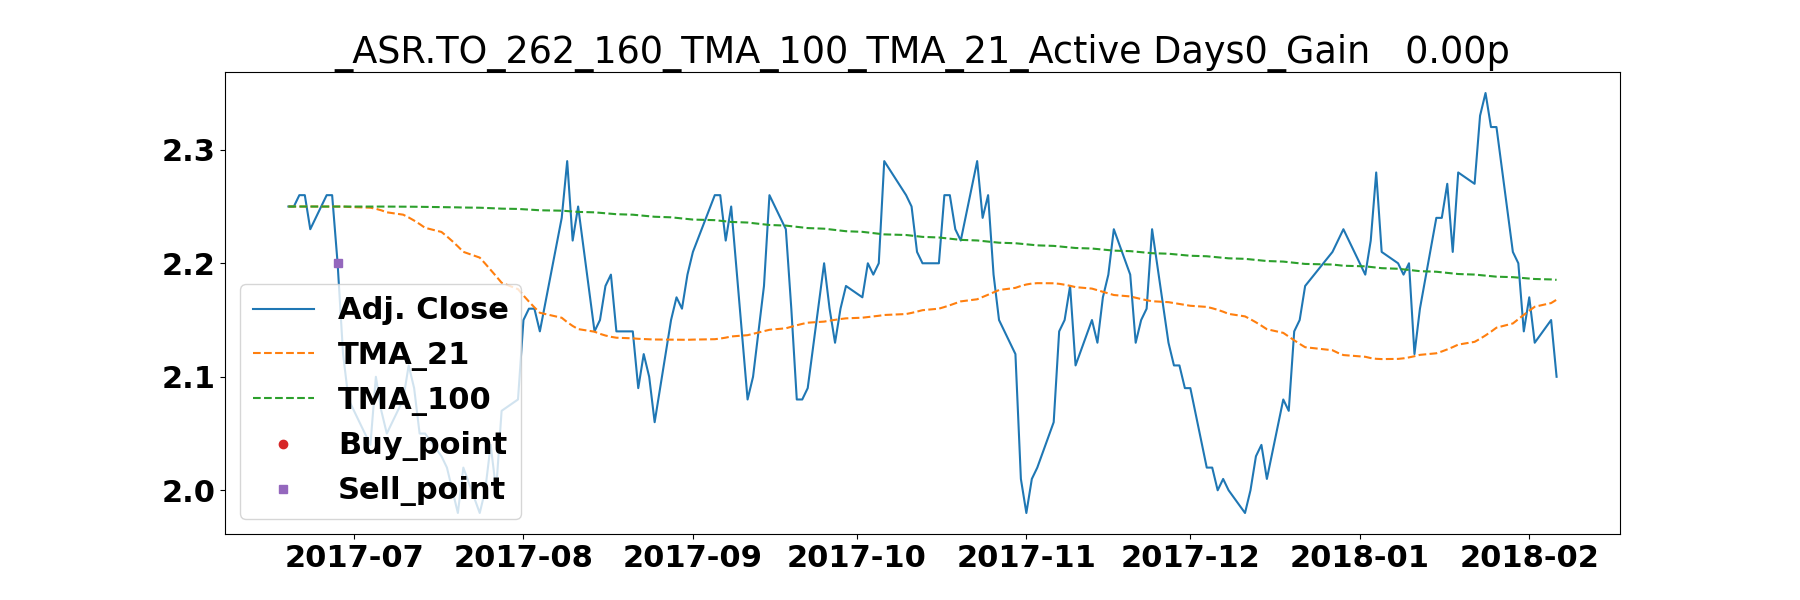 _ASR.TO_262_160_TMA_100_TMA_21_Active Days0_Gain   0.00p
2.3
2.2
2.1
2.0
Adj. Close
TMA_21
TMA_100
Buy_point
Sell_point
2017-07 2017-08 2017-09 2017-10 2017-11 2017-12 2018-01 2018-02